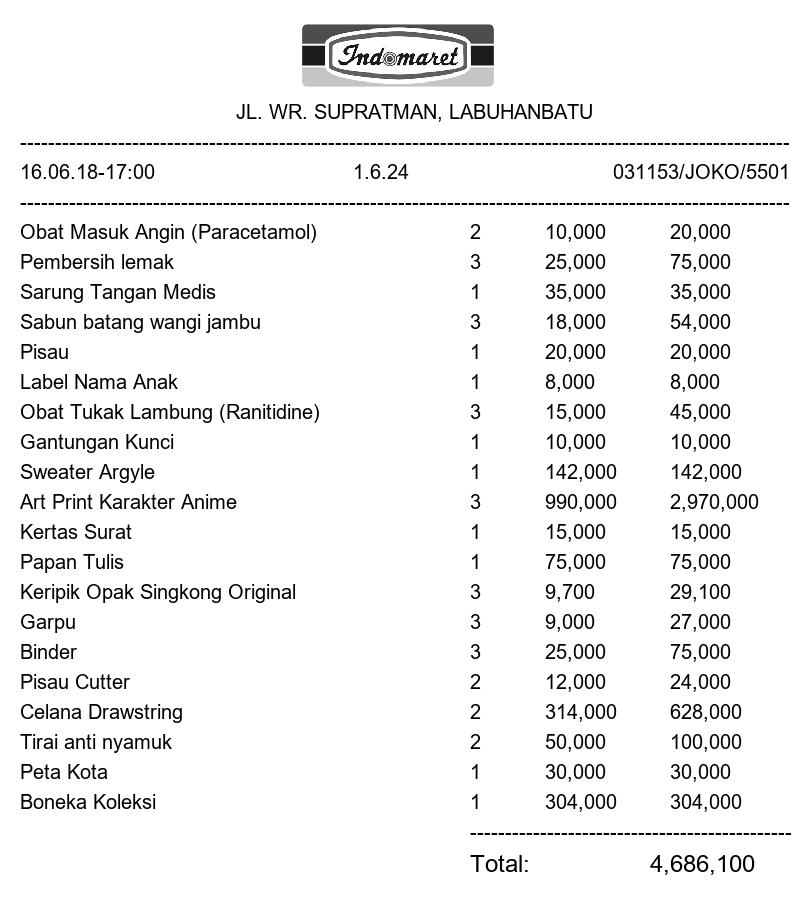 Indomaret
JL. WR. SUPRATMAN, LABUHANBATU
16.06.18-17:00 1.6.24 031153/JOKO/5501
Obat Masuk Angin (Paracetamol) 2 10,000 20,000
Pembersih lemak 3 25,000 75,000
Sarung Tangan Medis 1 35,000 35,000
Sabun batang wangi jambu 3 18,000 54,000
Pisau 1 20,000 20,000
Label Nama Anak 1 8,000 8,000
Obat Tukak Lambung (Ranitidine) 3 15,000 45,000
Gantungan Kunci 1 10,000 10,000
Sweater Argyle 1 142,000 142,000
Art Print Karakter Anime 3 990,000 2,970,000
Kertas Surat 1 15,000 15,000
Papan Tulis 1 75,000 75,000
Keripik Opak Singkong Original 3 9,700 29,100
Garpu 3 9,000 27,000
Binder 3 25,000 75,000
Pisau Cutter 2 12,000 24,000
Celana Drawstring 2 314,000 628,000
Tirai anti nyamuk 2 50,000 100,000
Peta Kota 1 30,000 30,000
Boneka Koleksi 1 304,000 304,000
Total: 4,686,100